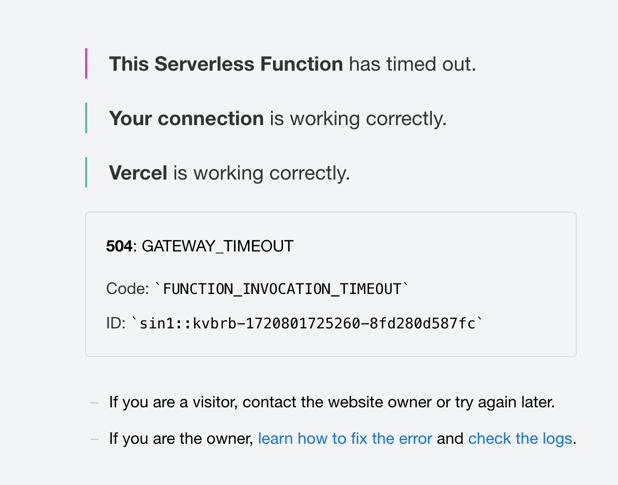 This Serverless Function has timed out.
Your connection is working correctly.
Vercel is working correctly.
504: GATEWAY_TIMEOUT
Code: `FUNCTION_INVOCATION_TIMEOUT`
ID: `sin1::kvbrb-1720801725260-8fd280d587fc`
– If you are a visitor, contact the website owner or try again later.
– If you are the owner, learn how to fix the error and check the logs.